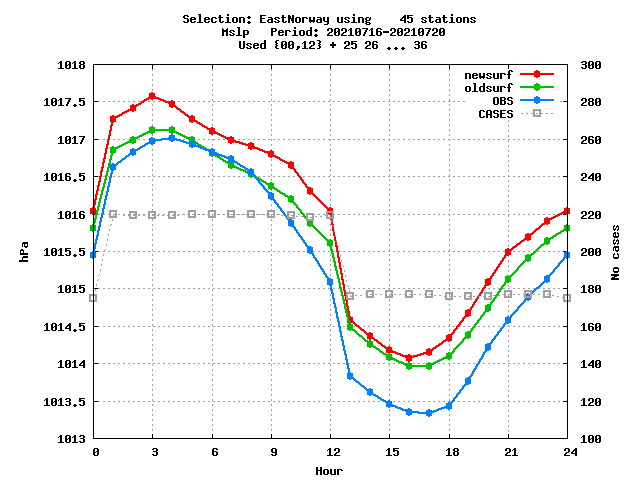 Selection: EastNorway using    45 stations
Mslp   Period: 20210716-20210720
Used {00,12} + 25 26 ... 36
newsurf
oldsurf
OBS
CASES
1018
1017.5
1017
1016.5
1016
1015.5
1015
1014.5
1014
1013.5
1013
hPa
300
280
260
240
220
200
180
160
140
120
100
No cases
0 3 6 9 12 15 18 21 24
Hour